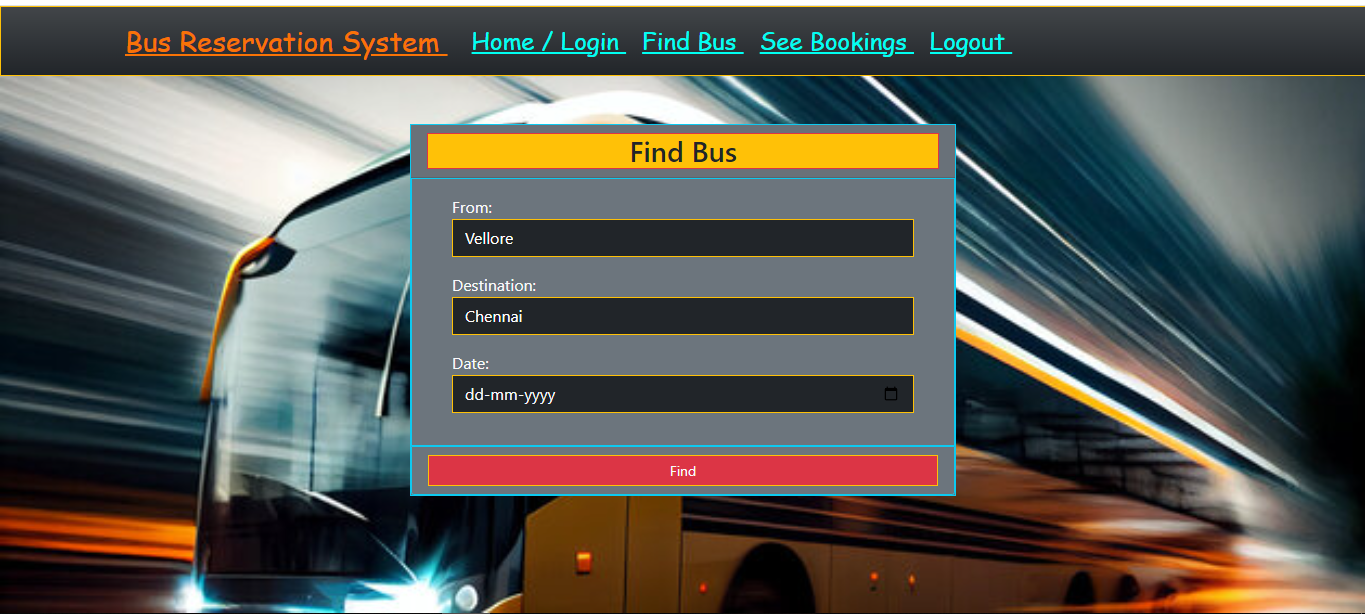 Bus Reservation System Home / Login Find Bus See Bookings Logout
Find Bus
From:
Vellore
Destination:
Chennai
Date:
dd-mm-yyyy
Find